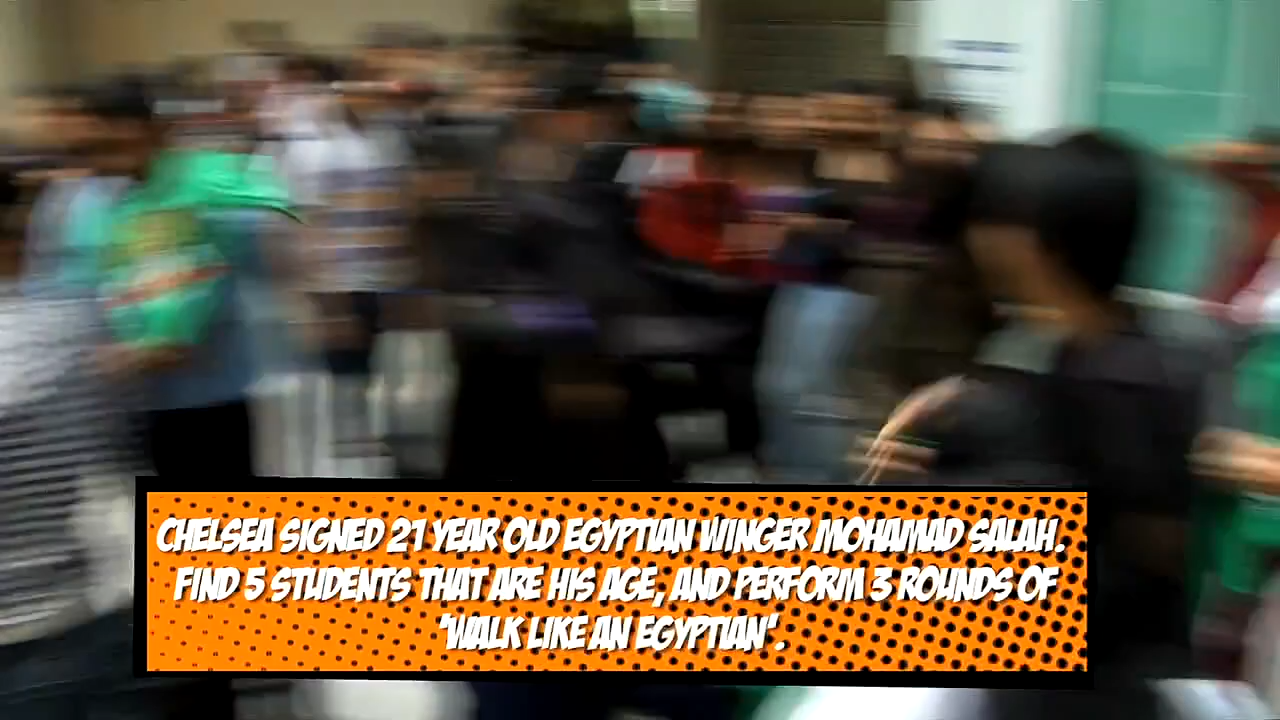 CHELSEA SIGNED 21 YEAR OLD EGYPTIAN WINGER MOHAMAD SALAH.
FIND 5 STUDENTS THAT ARE HIS AGE, AND PERFORM 3 ROUNDS OF
"WALK LIKE AN EGYPTIAN".